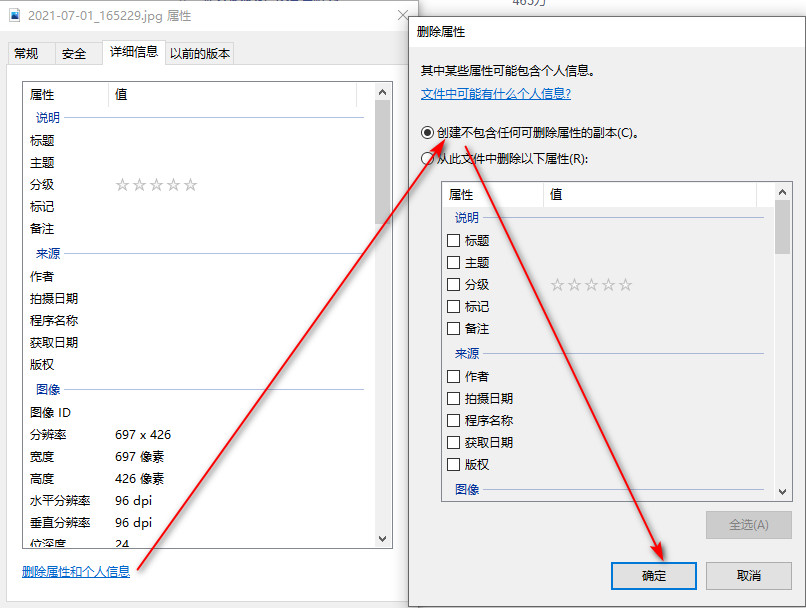 465万
2021-07-01_165229.jpg 属性
常规 安全 详细信息 以前的版本
属性 值
说明
标题
主题
分级 ☆☆☆☆☆
标记
备注
来源
作者
拍摄日期
程序名称
获取日期
版权
图像
图像 ID
分辨率 697 x 426
宽度 697 像素
高度 426 像素
水平分辨率 96 dpi
垂直分辨率 96 dpi
位深度 24
删除属性和个人信息
删除属性
其中某些属性可能包含个人信息。
文件中可能有什么个人信息?
创建不包含任何可删除属性的副本(C)。
从此文件中删除以下属性(R):
属性 值
说明
标题
主题
分级 ☆☆☆☆☆
标记
备注
来源
作者
拍摄日期
程序名称
获取日期
版权
图像
全选(A)
确定 取消